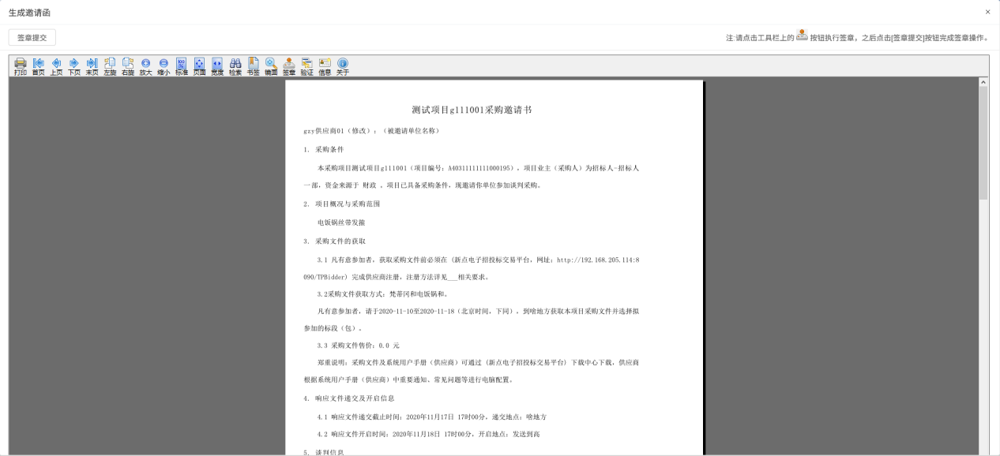 生成邀请函
×
签章提交
注:请点击工具栏上的 按钮执行签章，之后点击[签章提交]按钮完成签章操作。
打印 首页 上页 下页 末页 左旋 右旋 放大 缩小 标准 页面 宽度 检索 书签 镜面 签章 验证 信息 关于
测试项目g111001采购邀请书
gzy供应商01（修改）：（被邀请单位名称）
1. 采购条件
本采购项目测试项目g111001（项目编号：A40311111111000195），项目业主（采购人）为招标人-招标人
一部，资金来源于 财政 ，项目已具备采购条件，现邀请你单位参加谈判采购。
2. 项目概况与采购范围
电饭锅丝带发箍
3. 采购文件的获取
3.1 凡有意参加者，获取采购文件前必须在 (新点电子招投标交易平台，网址：http://192.168.205.114:8
090/TPBidder) 完成供应商注册，注册方法详见___相关要求。
3.2采购文件获取方式：梵蒂冈和电饭锅和。
凡有意参加者，请于2020-11-10至2020-11-18（北京时间，下同），到啥地方获取本项目采购文件并选择拟
参加的标段（包）。
3.3 采购文件售价：0.0 元
郑重说明：采购文件及系统用户手册（供应商）可通过 (新点电子招投标交易平台) 下载中心下载，供应商
根据系统用户手册（供应商）中重要通知、常见问题等进行电脑配置。
4. 响应文件递交及开启信息
4.1 响应文件递交截止时间：2020年11月17日 17时00分，递交地点：啥地方
4.2 响应文件开启时间：2020年11月18日 17时00分，开启地点：发送到高
5. 谈判信息